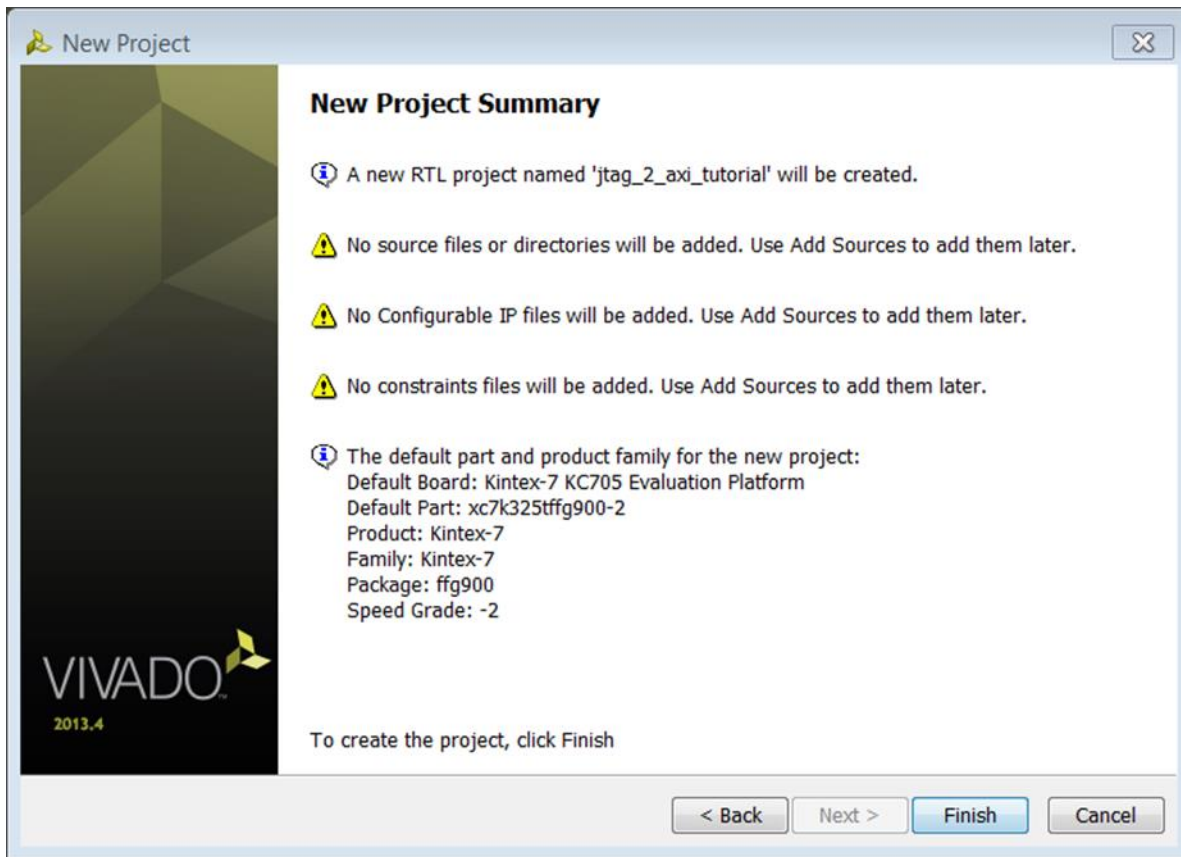 New Project
New Project Summary
A new RTL project named 'jtag_2_axi_tutorial' will be created.
No source files or directories will be added. Use Add Sources to add them later.
No Configurable IP files will be added. Use Add Sources to add them later.
No constraints files will be added. Use Add Sources to add them later.
The default part and product family for the new project:
Default Board: Kintex-7 KC705 Evaluation Platform
Default Part: xc7k325tffg900-2
Product: Kintex-7
Family: Kintex-7
Package: ffg900
Speed Grade: -2
VIVADO™
2013.4
To create the project, click Finish
< Back Next > Finish Cancel